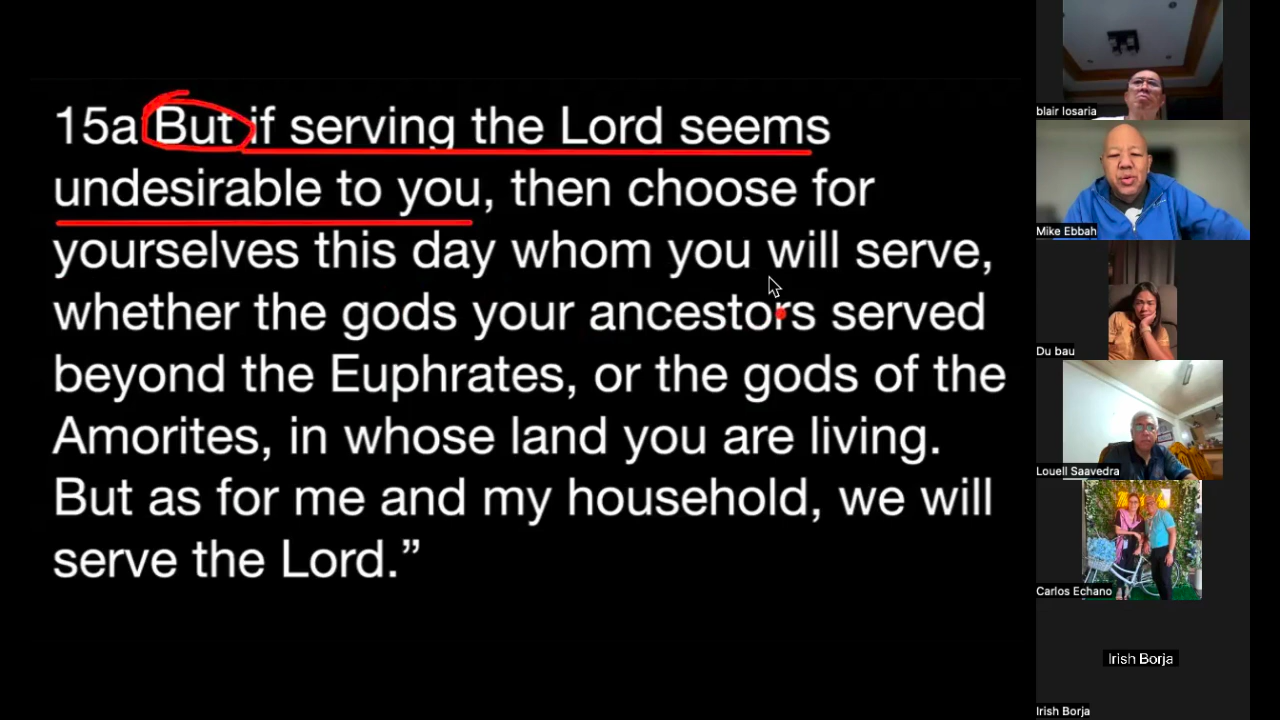 15a But if serving the Lord seems
undesirable to you, then choose for
yourselves this day whom you will serve,
whether the gods your ancestors served
beyond the Euphrates, or the gods of the
Amorites, in whose land you are living.
But as for me and my household, we will
serve the Lord.”
blair losaria
Mike Ebbah
Du bau
Louell Saavedra
Carlos Echano
Irish Borja
Irish Borja